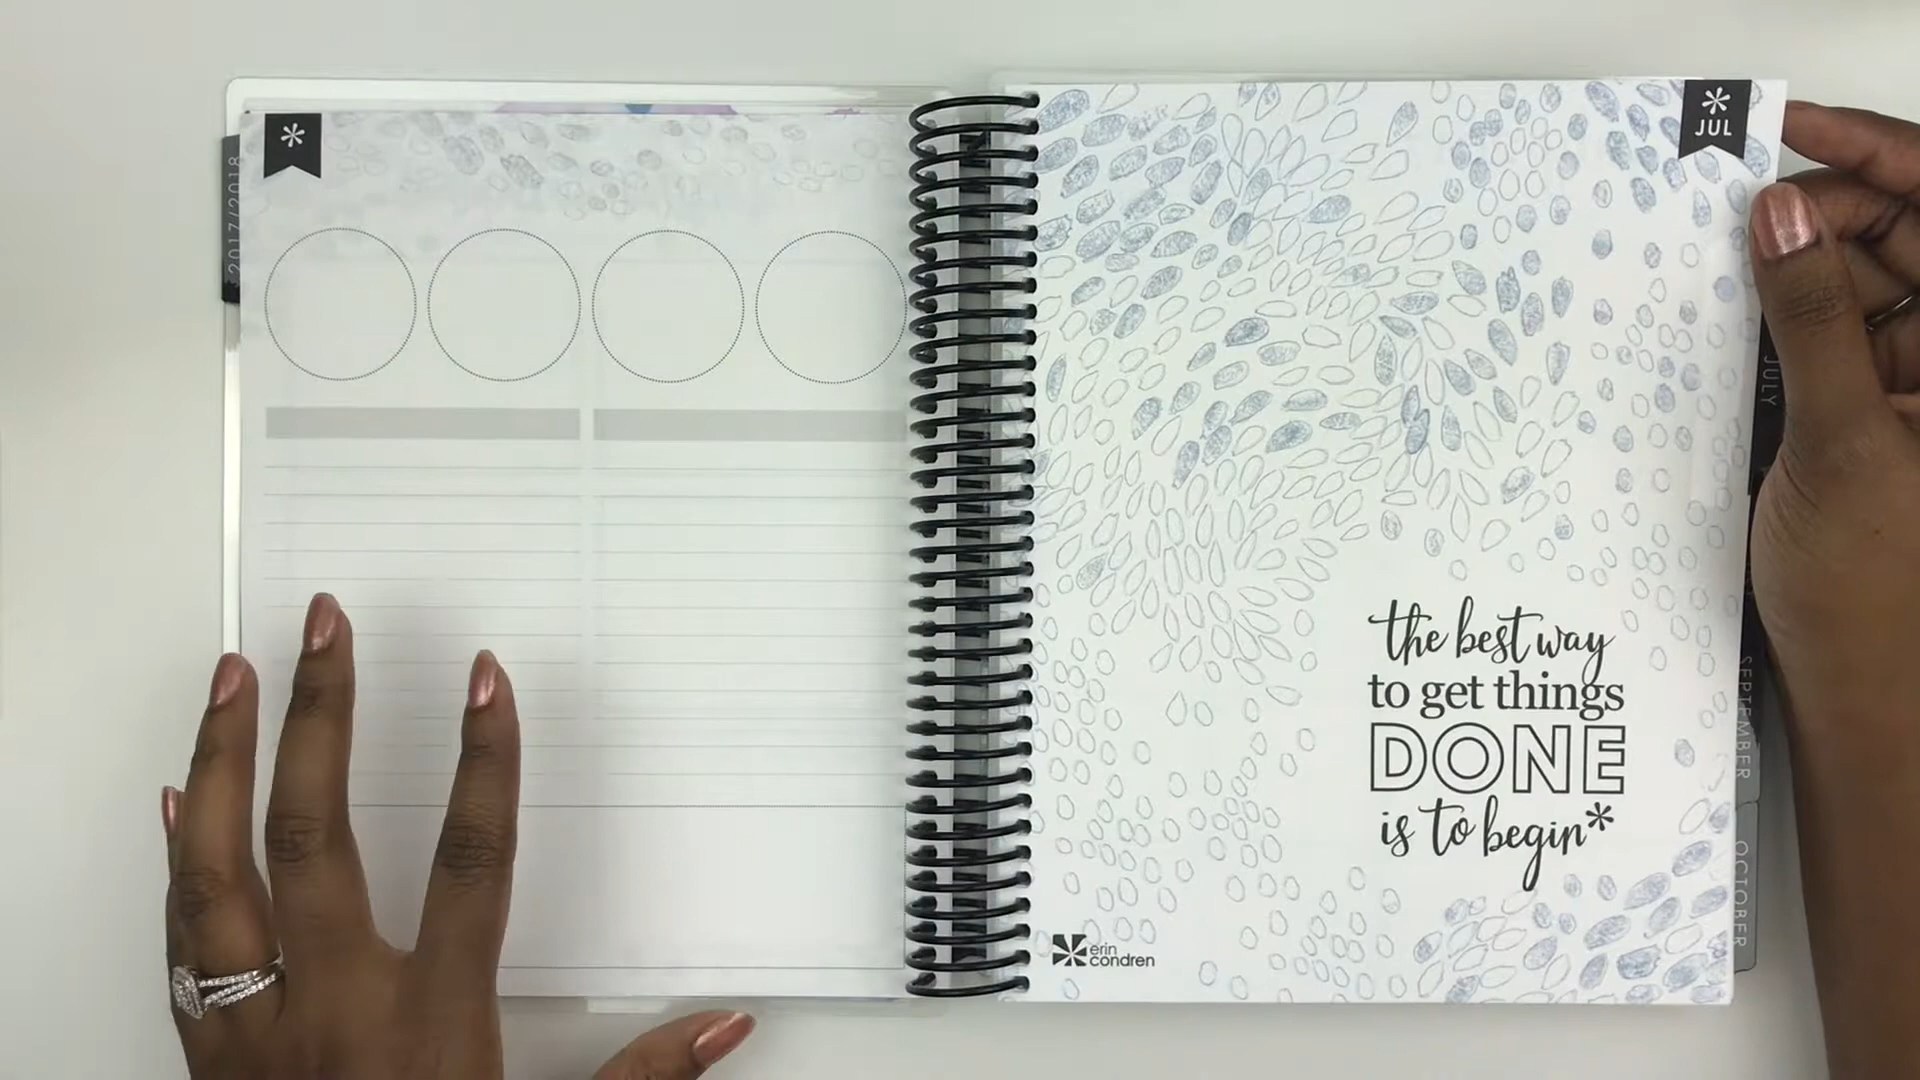 2017/2018
JUL
the best way
to get things
DONE
is to begin*
erin
condren
JULY
SEPTEMBER
OCTOBER